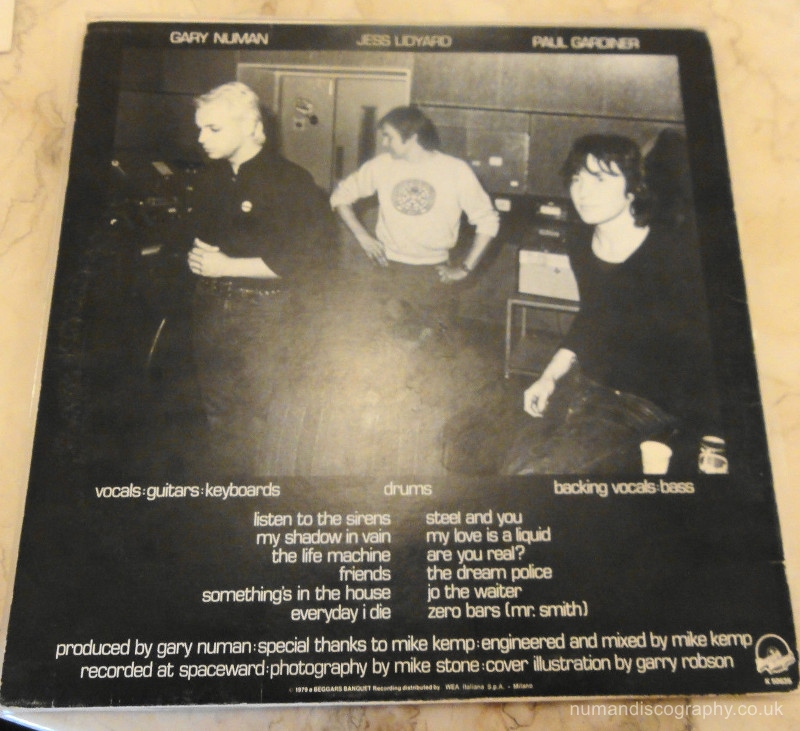 GARY NUMAN JESS LIDYARD PAUL GARDINER
vocals:guitars:keyboards drums backing vocals:bass
listen to the sirens
my shadow in vain
the life machine
friends
something's in the house
everyday i die
steel and you
my love is a liquid
are you real?
the dream police
jo the waiter
zero bars (mr. smith)
produced by gary numan:special thanks to mike kemp:engineered and mixed by mike kemp
recorded at spaceward:photography by mike stone:cover illustration by garry robson
© 1979 a BEGGARS BANQUET Recording distributed by WEA Italiana S.p.A. - Milano
K 50626
numandiscography.co.uk